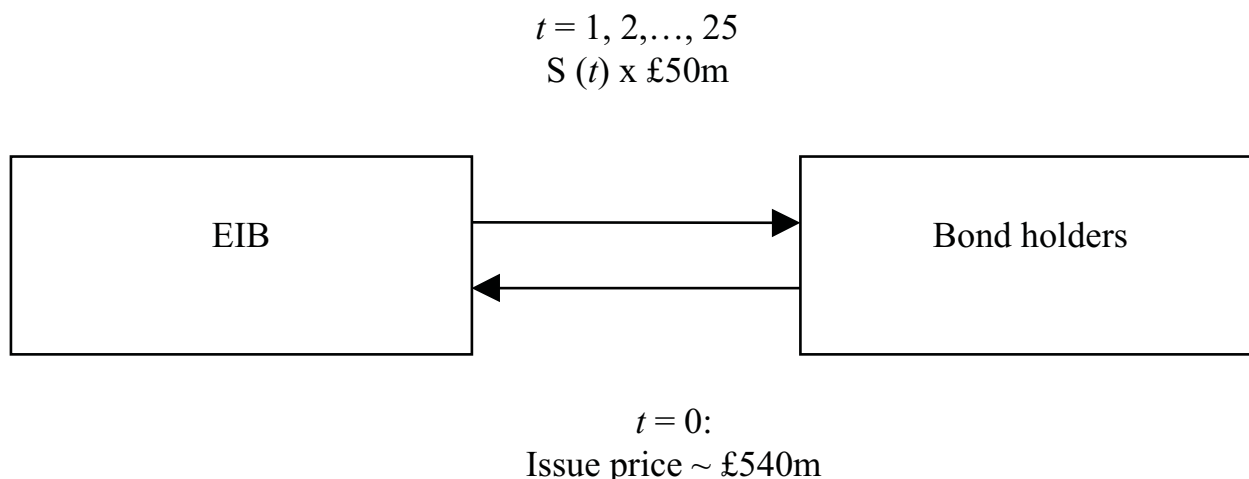 t = 1, 2,…, 25
S (t) x £50m
EIB
Bond holders
t = 0:
Issue price ~ £540m